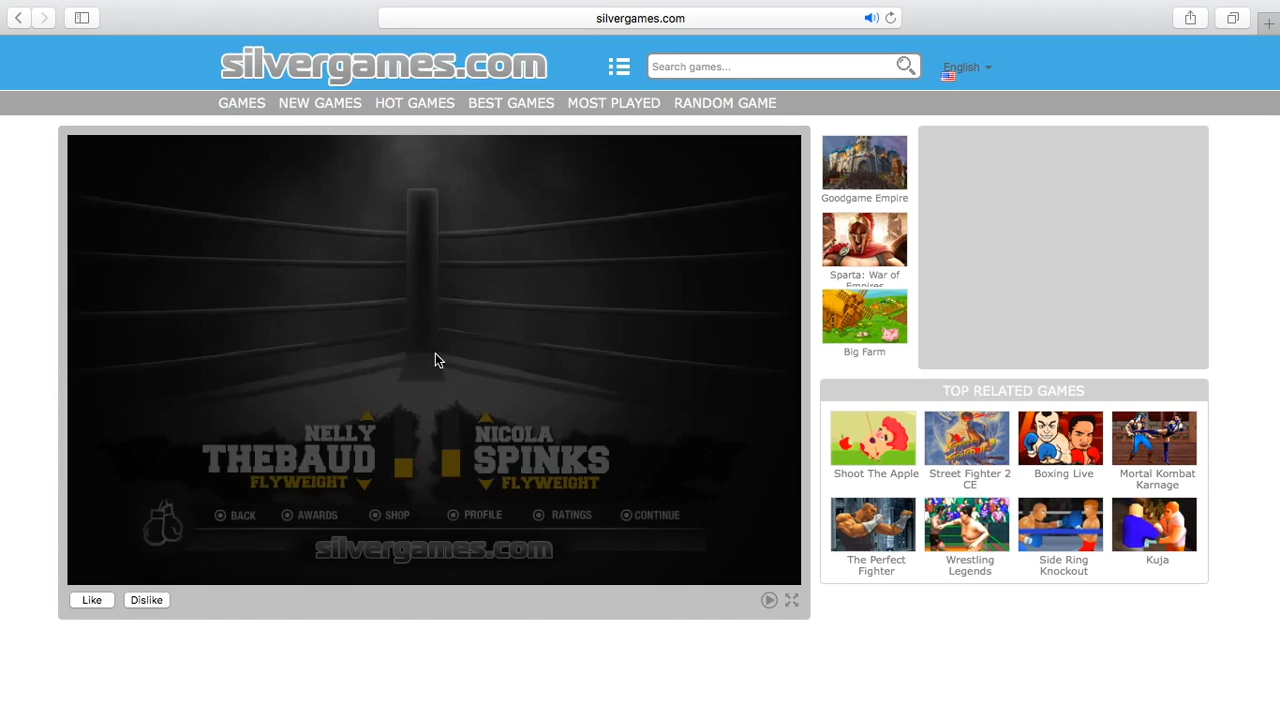 silvergames.com
silvergames.com
Search games...
English
GAMES NEW GAMES HOT GAMES BEST GAMES MOST PLAYED RANDOM GAME
NELLY
THEBAUD
FLYWEIGHT
NICOLA
SPINKS
FLYWEIGHT
BACK AWARDS SHOP PROFILE RATINGS CONTINUE
silvergames.com
Like Dislike
Goodgame Empire
Sparta: War of
Empires
Big Farm
TOP RELATED GAMES
Shoot The Apple
Street Fighter 2
CE
Boxing Live
Mortal Kombat
Karnage
The Perfect
Fighter
Wrestling
Legends
Side Ring
Knockout
Kuja